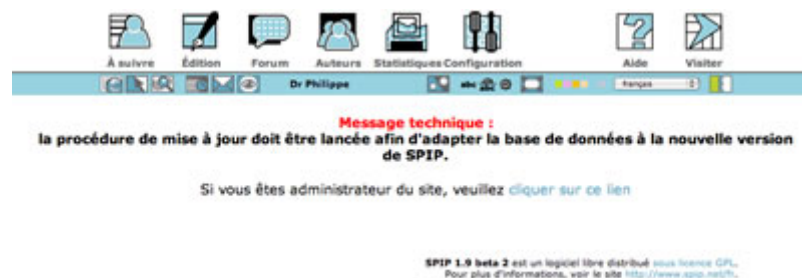 À suivre Édition Forum Auteurs Statistiques Configuration Aide Visiter
Dr Philippe abc français
Message technique :
la procédure de mise à jour doit être lancée afin d'adapter la base de données à la nouvelle version
de SPIP.
Si vous êtes administrateur du site, veuillez cliquer sur ce lien
SPIP 1.9 beta 2 est un logiciel libre distribué sous licence GPL.
Pour plus d'informations, voir le site http://www.spip.net/fr.